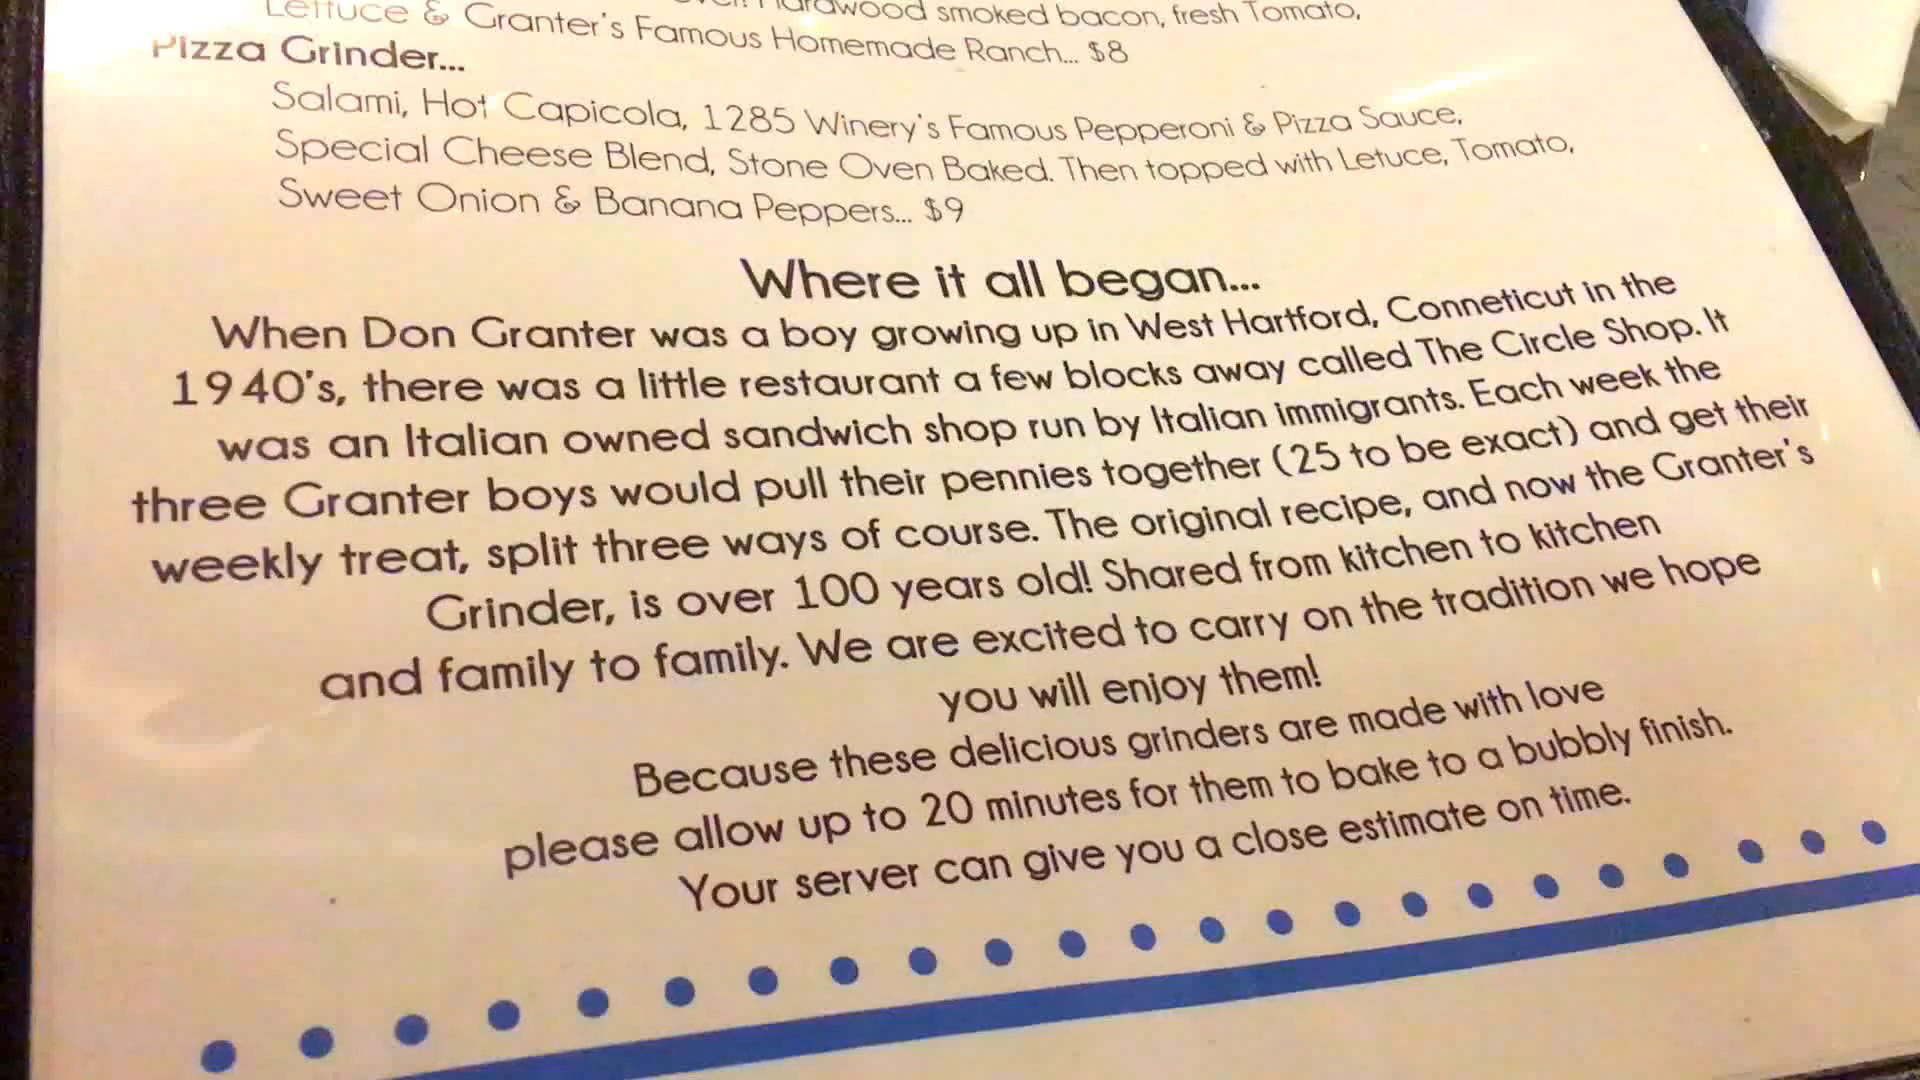 Hardwood smoked bacon, fresh Tomato,
Lettuce & Granter's Famous Homemade Ranch... $8
Pizza Grinder...
Salami, Hot Capicola, 1285 Winery's Famous Pepperoni & Pizza Sauce,
Special Cheese Blend, Stone Oven Baked. Then topped with Letuce, Tomato,
Sweet Onion & Banana Peppers... $9
Where it all began...
When Don Granter was a boy growing up in West Hartford, Conneticut in the
1940's, there was a little restaurant a few blocks away called The Circle Shop. It
was an Italian owned sandwich shop run by Italian immigrants. Each week the
three Granter boys would pull their pennies together (25 to be exact) and get their
weekly treat, split three ways of course. The original recipe, and now the Granter's
Grinder, is over 100 years old! Shared from kitchen to kitchen
and family to family. We are excited to carry on the tradition we hope
you will enjoy them!
Because these delicious grinders are made with love
please allow up to 20 minutes for them to bake to a bubbly finish.
Your server can give you a close estimate on time.